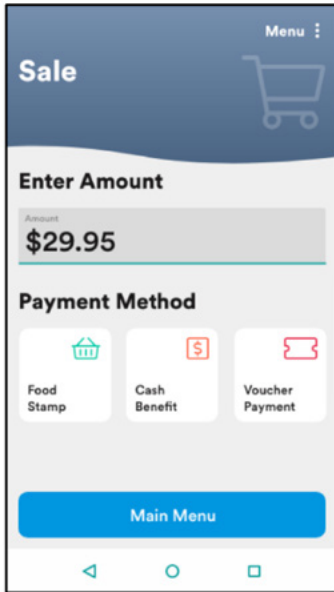 Menu
Sale
Enter Amount
Amount
$29.95
Payment Method
$
Food
Stamp
Cash
Benefit
Voucher
Payment
Main Menu